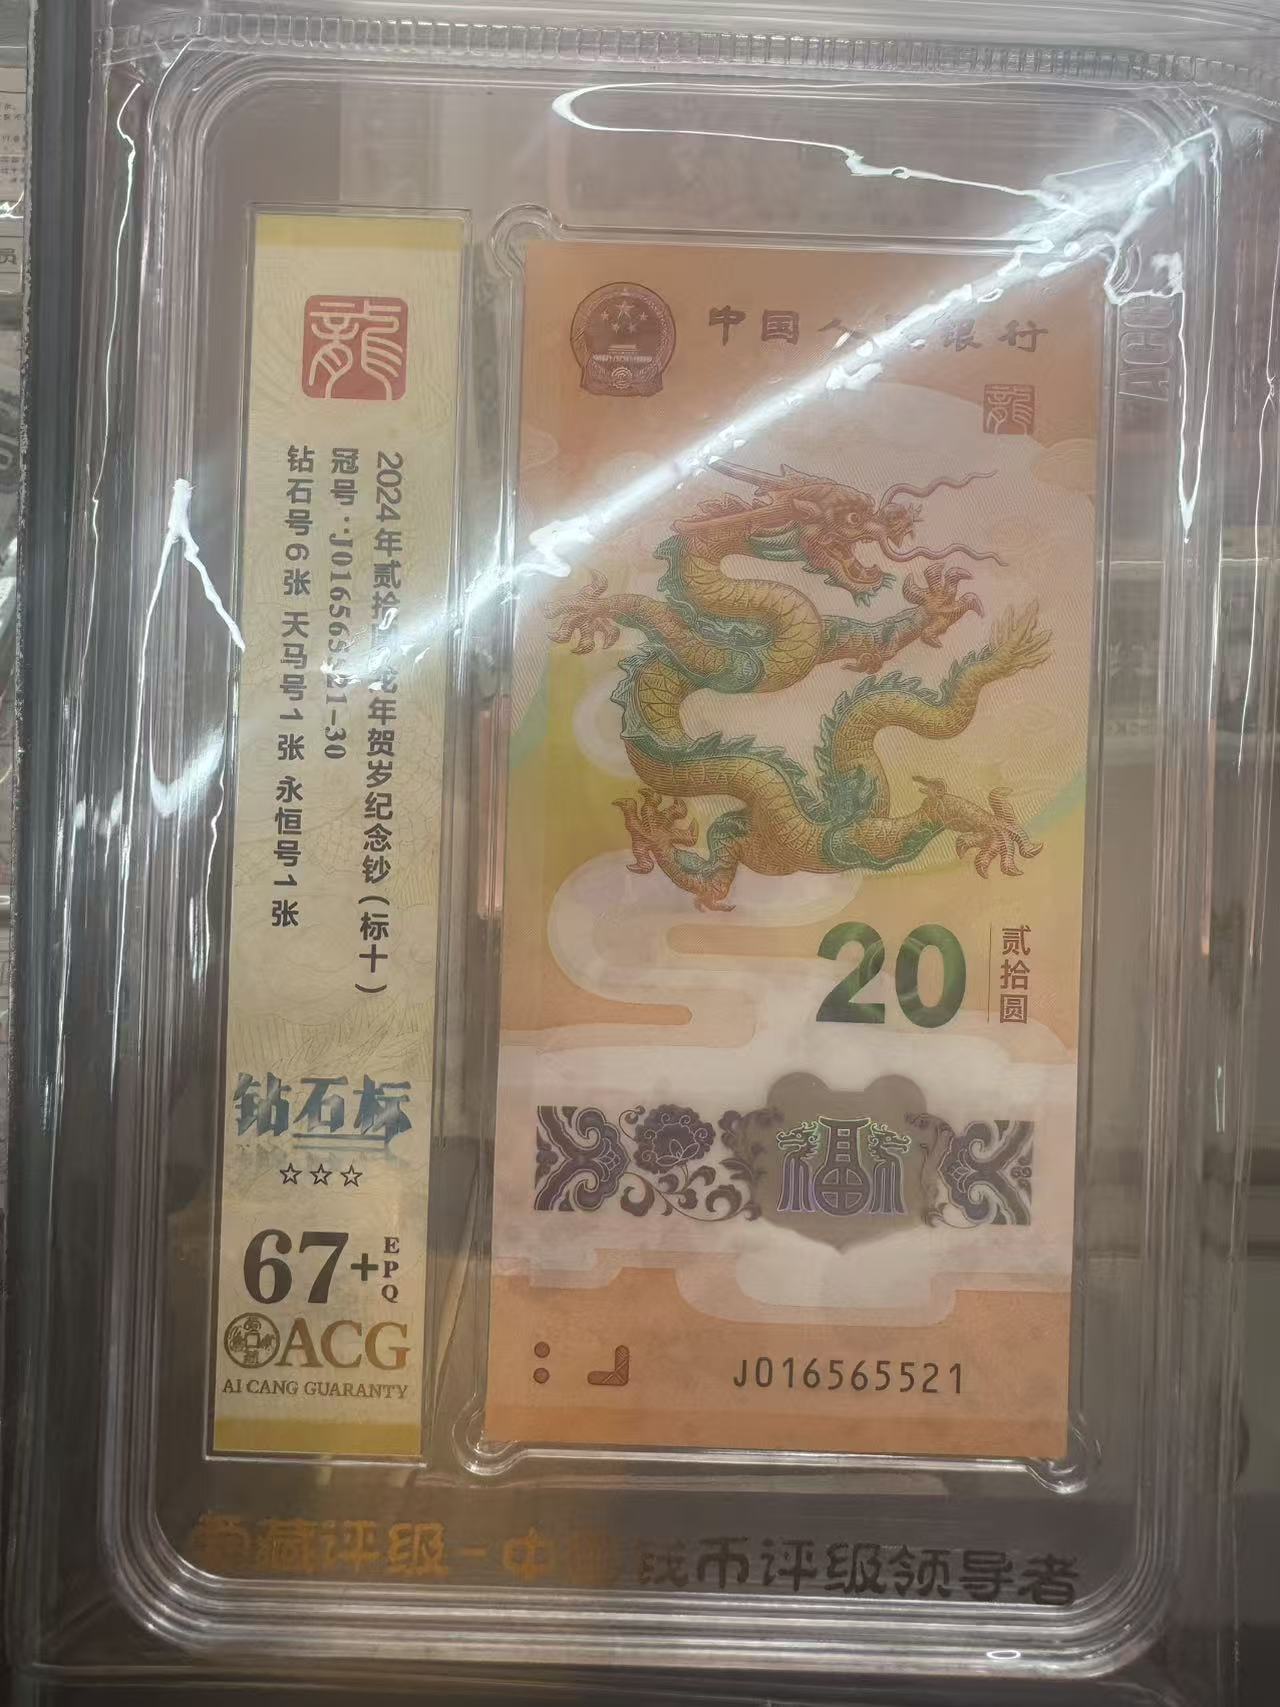 龍
2024年贰拾圆龙年贺岁纪念钞(标十)
冠号:J016565521-30
钻石号6张 天马号1张 永恒号1张
钻石标
☆☆☆
67+EPQ
ACG
AI CANG GUARANTY
中国人民银行
龍
20
贰拾圆
福
J016565521
藏评级-中 钱币评级领导者
ACG